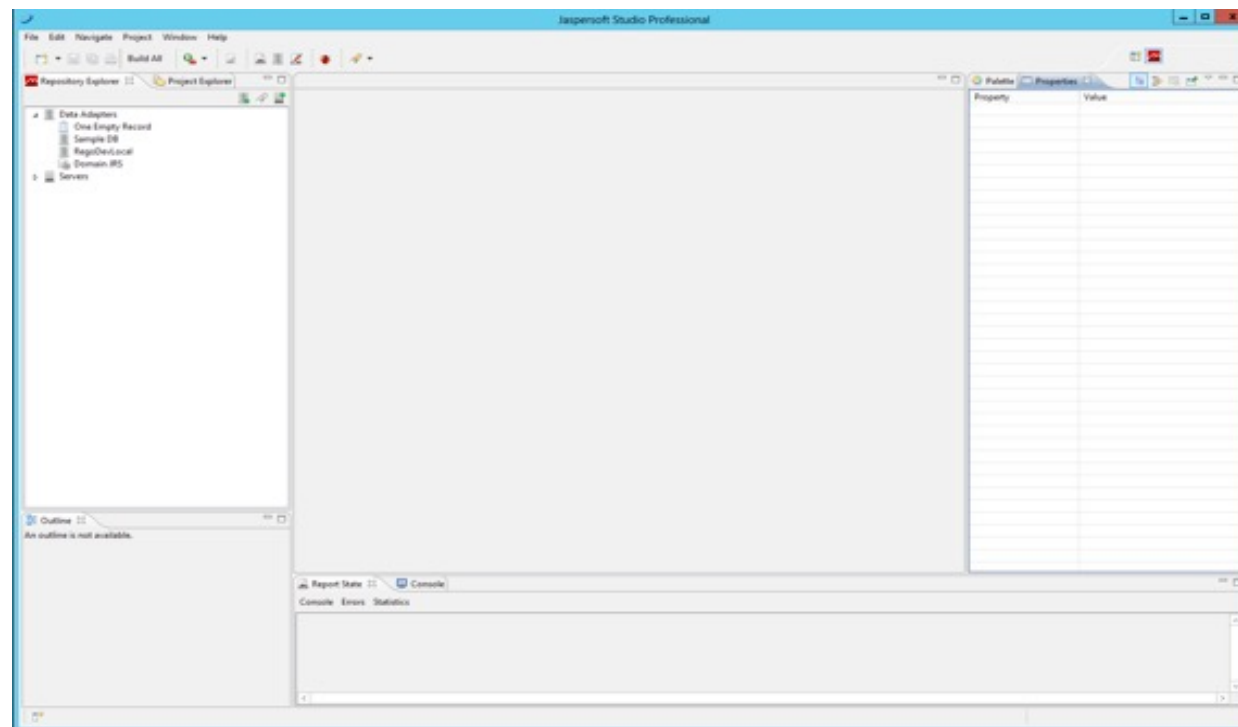 Jaspersoft Studio Professional
File Edit Navigate Project Window Help
Build All
Repository Explorer Project Explorer
Palette Properties
Property Value
Data Adapters
One Empty Record
Sample DB
RegoDevLocal
Domain JRS
Servers
Outline
An outline is not available.
Report State Console
Console Errors Statistics